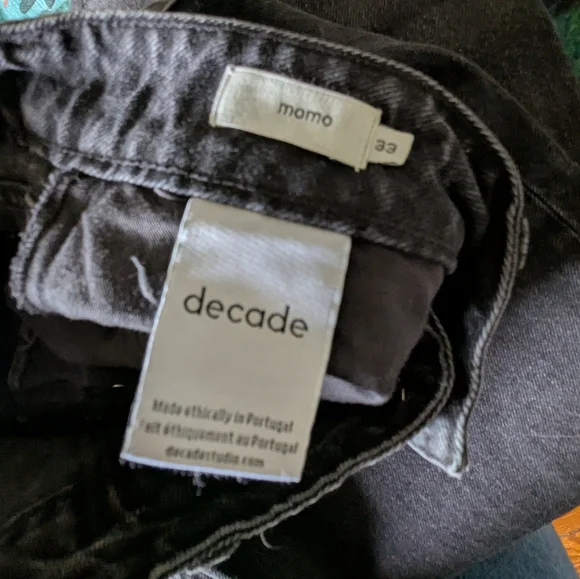 momo
33
decade
Made ethically in Portugal
Fait éthiquement au Portugal
decadestudio.com